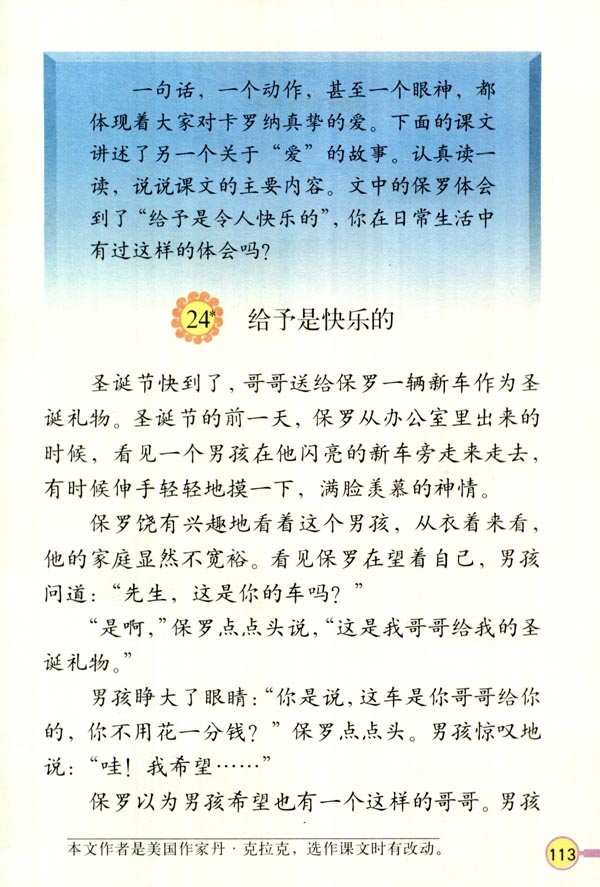 一句话，一个动作，甚至一个眼神，都
体现着大家对卡罗纳真挚的爱。下面的课文
讲述了另一个关于“爱”的故事。认真读一
读，说说课文的主要内容。文中的保罗体会
到了“给予是令人快乐的”，你在日常生活中
有过这样的体会吗？
24* 给予是快乐的
圣诞节快到了，哥哥送给保罗一辆新车作为圣
诞礼物。圣诞节的前一天，保罗从办公室里出来的
时候，看见一个男孩在他闪亮的新车旁走来走去，
有时候伸手轻轻地摸一下，满脸羡慕的神情。
保罗饶有兴趣地看着这个男孩，从衣着来看，
他的家庭显然不宽裕。看见保罗在望着自己，男孩
问道：“先生，这是你的车吗？”
“是啊，”保罗点点头说，“这是我哥哥给我的圣
诞礼物。”
男孩睁大了眼睛：“你是说，这车是你哥哥给你
的，你不用花一分钱？”保罗点点头。男孩惊叹地
说：“哇！我希望……”
保罗以为男孩希望也有一个这样的哥哥。男孩
本文作者是美国作家丹·克拉克，选作课文时有改动。
113